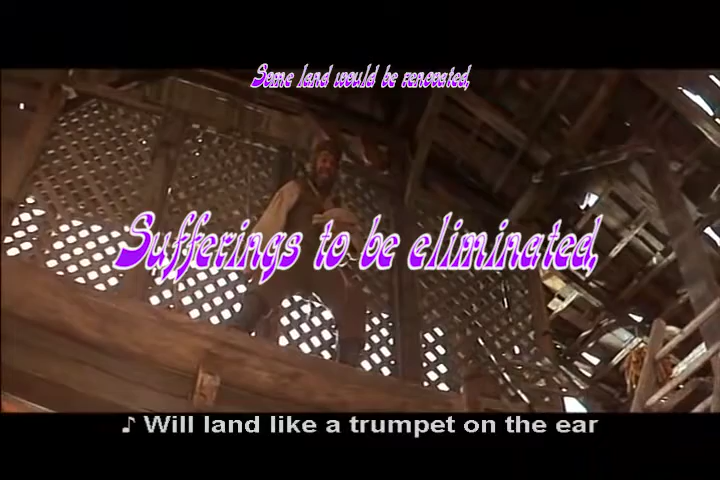 Some land would be renovated,
Sufferings to be eliminated,
♪ Will land like a trumpet on the ear